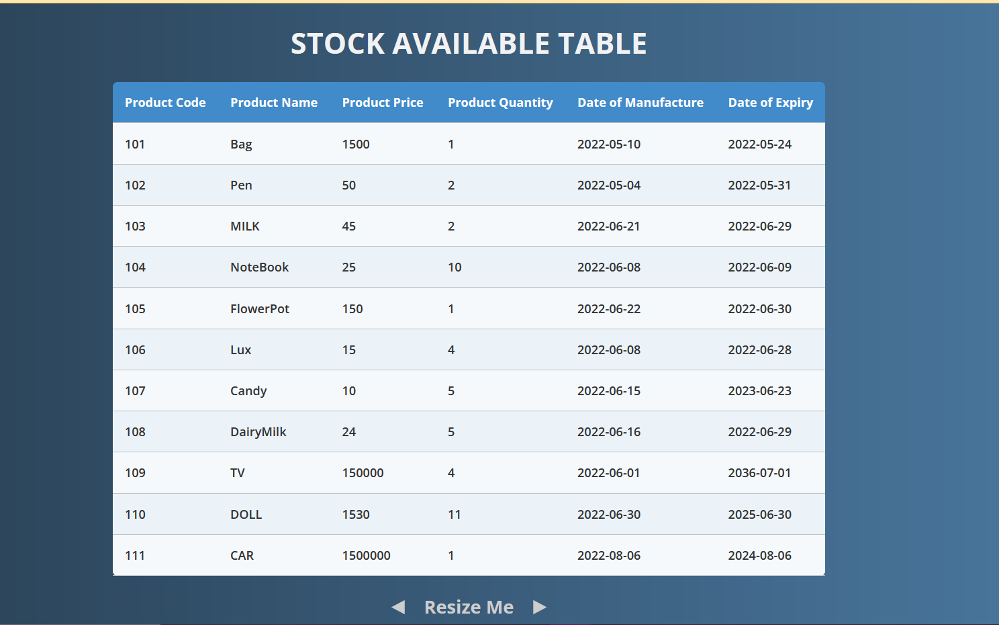 STOCK AVAILABLE TABLE
Product Code Product Name Product Price Product Quantity Date of Manufacture Date of Expiry
101 Bag 1500 1 2022-05-10 2022-05-24
102 Pen 50 2 2022-05-04 2022-05-31
103 MILK 45 2 2022-06-21 2022-06-29
104 NoteBook 25 10 2022-06-08 2022-06-09
105 FlowerPot 150 1 2022-06-22 2022-06-30
106 Lux 15 4 2022-06-08 2022-06-28
107 Candy 10 5 2022-06-15 2023-06-23
108 DairyMilk 24 5 2022-06-16 2022-06-29
109 TV 150000 4 2022-06-01 2036-07-01
110 DOLL 1530 11 2022-06-30 2025-06-30
111 CAR 1500000 1 2022-08-06 2024-08-06
◀ Resize Me ▶